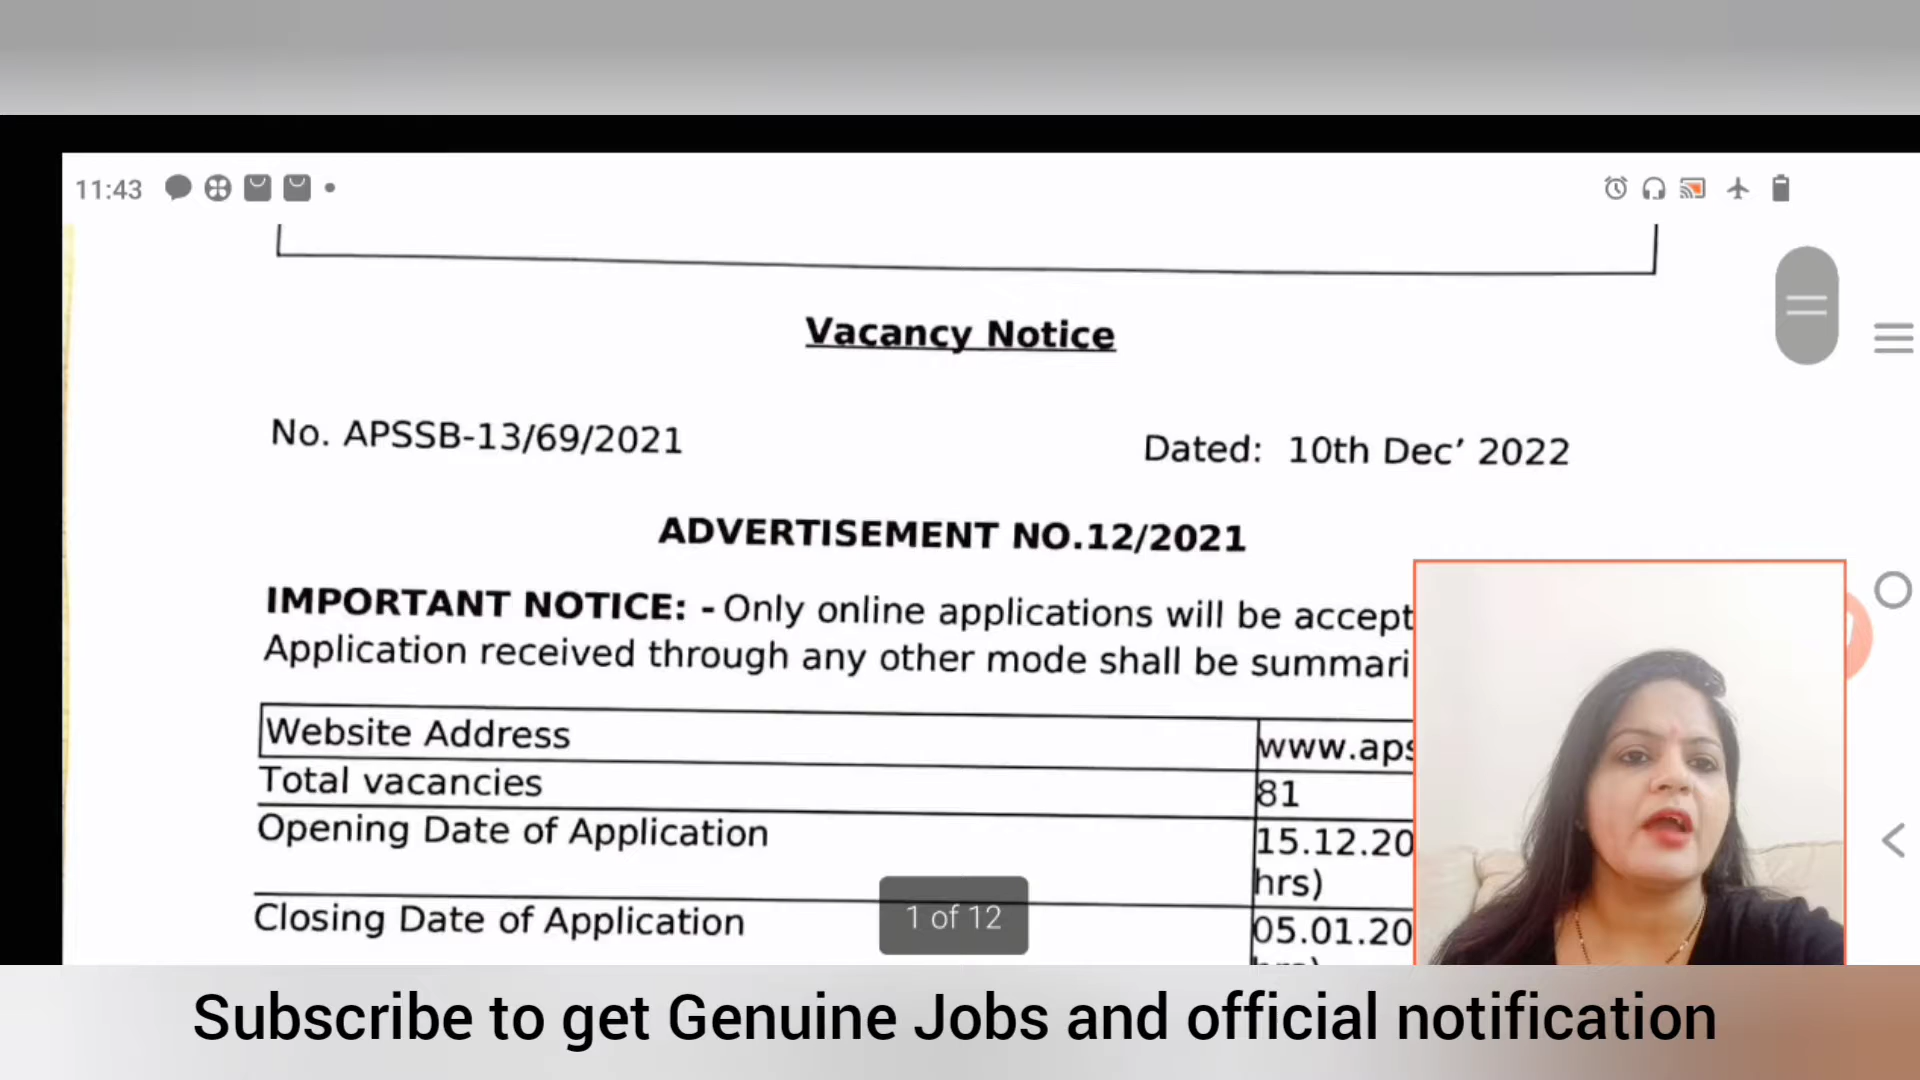 11:43
Vacancy Notice
No. APSSB-13/69/2021
Dated: 10th Dec’ 2022
ADVERTISEMENT NO.12/2021
IMPORTANT NOTICE: - Only online applications will be accept
Application received through any other mode shall be summari
Website Address www.aps
Total vacancies 81
Opening Date of Application 15.12.20
hrs)
Closing Date of Application 05.01.20
1 of 12
Subscribe to get Genuine Jobs and official notification